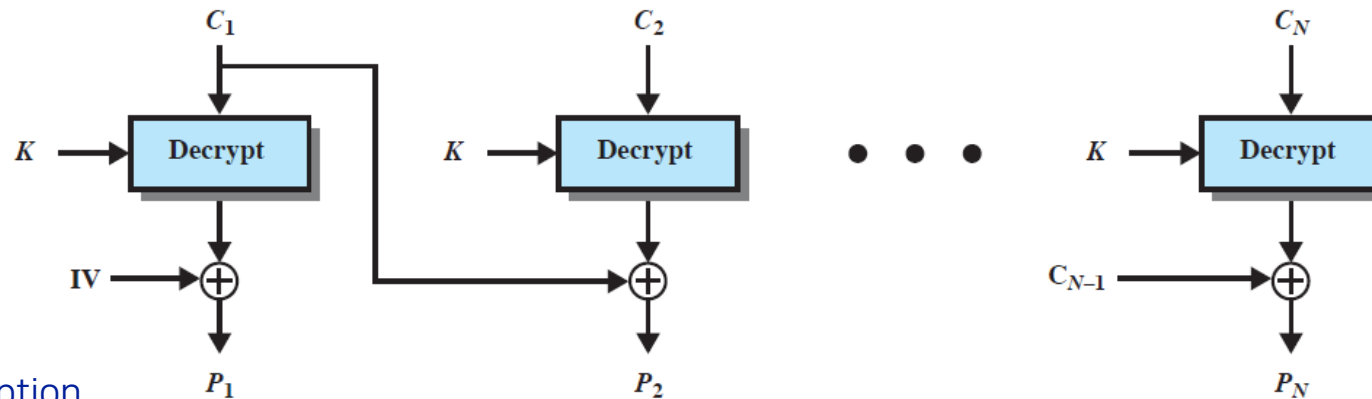 C1 C2 CN
K Decrypt K Decrypt K Decrypt
IV CN–1
P1 P2 PN